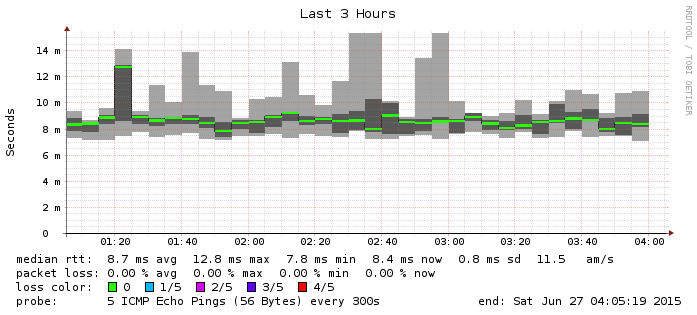 Last 3 Hours
RRDTOOL / TOBI OETIKER
Seconds
14 m
12 m
10 m
8 m
6 m
4 m
2 m
0
01:20 01:40 02:00 02:20 02:40 03:00 03:20 03:40 04:00
median rtt: 8.7 ms avg 12.8 ms max 7.8 ms min 8.4 ms now 0.8 ms sd 11.5 am/s
packet loss: 0.00 % avg 0.00 % max 0.00 % min 0.00 % now
loss color: 0 1/5 2/5 3/5 4/5
probe: 5 ICMP Echo Pings (56 Bytes) every 300s end: Sat Jun 27 04:05:19 2015